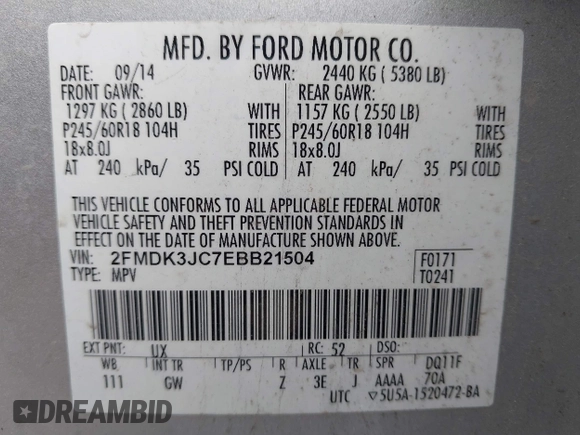 MFD. BY FORD MOTOR CO.
DATE: 09/14 GVWR: 2440 KG ( 5380 LB)
FRONT GAWR: REAR GAWR:
1297 KG ( 2860 LB) WITH 1157 KG ( 2550 LB) WITH
P245/60R18 104H TIRES P245/60R18 104H TIRES
18x8.0J RIMS 18x8.0J RIMS
AT 240 kPa/ 35 PSI COLD AT 240 kPa/ 35 PSI COLD
THIS VEHICLE CONFORMS TO ALL APPLICABLE FEDERAL MOTOR
VEHICLE SAFETY AND THEFT PREVENTION STANDARDS IN
EFFECT ON THE DATE OF MANUFACTURE SHOWN ABOVE.
VIN: 2FMDK3JC7EBB21504 F0171
TYPE: MPV T0241
EXT PNT: UX RC: 52 DSO:
WB INT TR TP/PS R AXLE TR SPR DQ11F
111 GW Z 3E J AAAA 70A
UTC ▽5U5A-1520472-BA
DREAMBID